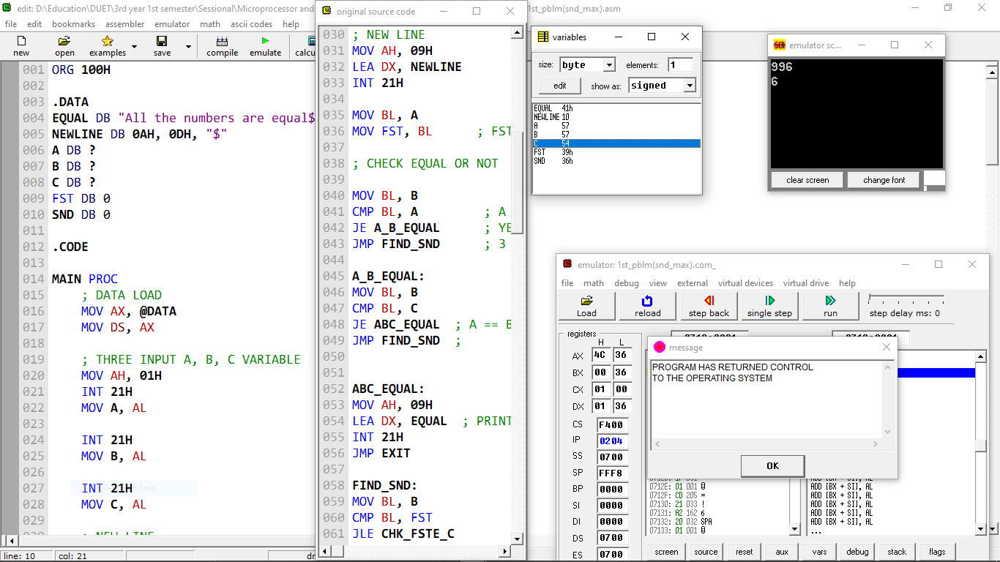 edit: D:\Education\DUET\3rd year 1st semester\Sessional\Microprocessor and
1st_pblm(snd_max).asm
file edit bookmarks assembler emulator math ascii codes help
new open examples save compile emulate calcu
001 ORG 100H
002
003 .DATA
004 EQUAL DB "All the numbers are equal$
005 NEWLINE DB 0AH, 0DH, "$"
006 A DB ?
007 B DB ?
008 C DB ?
009 FST DB 0
010 SND DB 0
011
012 .CODE
013
014 MAIN PROC
015 ; DATA LOAD
016 MOV AX, @DATA
017 MOV DS, AX
018
019 ; THREE INPUT A, B, C VARIABLE
020 MOV AH, 01H
021 INT 21H
022 MOV A, AL
023
024 INT 21H
025 MOV B, AL
026
027 INT 21H
028 MOV C, AL
029
030 ; NEW LINE
line: 10 col: 21 dr
original source code
030 ; NEW LINE
031 MOV AH, 09H
032 LEA DX, NEWLINE
033 INT 21H
034
035 MOV BL, A
036 MOV FST, BL ; FST
037
038 ; CHECK EQUAL OR NOT
039
040 MOV BL, B
041 CMP BL, A ; A
042 JE A_B_EQUAL ; YE
043 JMP FIND_SND ; 3
044
045 A_B_EQUAL:
046 MOV BL, B
047 CMP BL, C
048 JE ABC_EQUAL ; A == B
049 JMP FIND_SND ;
050
051
052 ABC_EQUAL:
053 MOV AH, 09H
054 LEA DX, EQUAL ; PRINT
055 INT 21H
056 JMP EXIT
057
058 FIND_SND:
059 MOV BL, B
060 CMP BL, FST
061 JLE CHK_FSTE_C
variables
size: byte elements: 1
edit show as: signed
EQUAL 41h
NEWLINE 10
A 57
B 57
C 54
FST 39h
SND 36h
emulator sc...
996
6
clear screen change font
emulator: 1st_pblm(snd_max).com_
file math debug view external virtual devices virtual drive help
Load reload step back single step run step delay ms: 0
registers
H L
AX 4C 36
BX 00 36
CX 01 00
DX 01 36
CS F400
IP 0204
SS 0700
SP FFF8
BP 0000
SI 0000
DI 0000
DS 0700
ES 0700
message
PROGRAM HAS RETURNED CONTROL
TO THE OPERATING SYSTEM
OK
0712E: 01 001 ADD [BX + SI], AL
0712F: CD 205 = ADD [BX + SI], AL
07130: 21 033 ! ADD [BX + SI], AL
07131: A2 162 6 ADD [BX + SI], AL
07132: 20 032 SPA ADD [BX + SI], AL
07133: 01 001 ...
screen source reset aux vars debug stack flags